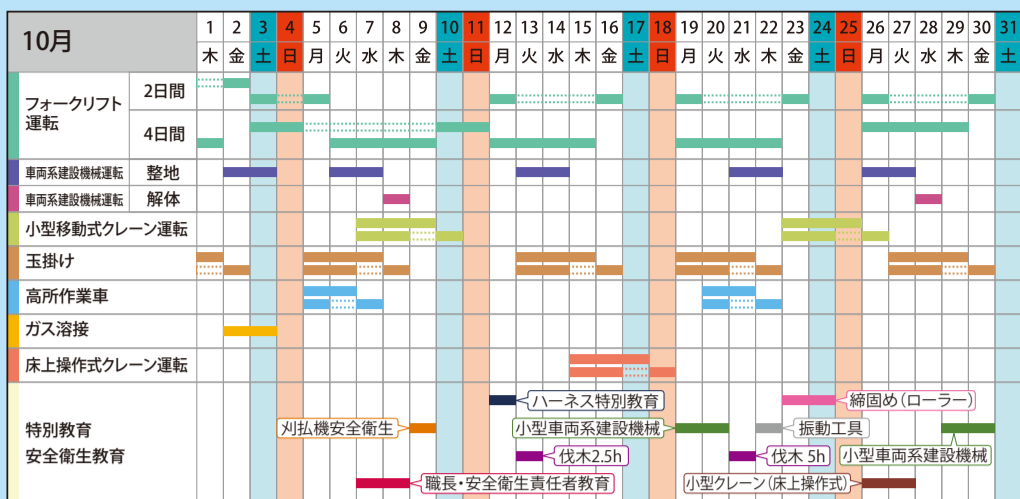 10月
1 2 3 4 5 6 7 8 9 10 11 12 13 14 15 16 17 18 19 20 21 22 23 24 25 26 27 28 29 30 31
木 金 土 日 月 火 水 木 金 土 日 月 火 水 木 金 土 日 月 火 水 木 金 土 日 月 火 水 木 金 土
フォークリフト
運転
2日間
4日間
車両系建設機械運転 整地
車両系建設機械運転 解体
小型移動式クレーン運転
玉掛け
高所作業車
ガス溶接
床上操作式クレーン運転
特別教育
安全衛生教育
ハーネス特別教育 締固め(ローラー)
刈払機安全衛生 小型車両系建設機械 振動工具
伐木2.5h 伐木 5h 小型車両系建設機械
職長・安全衛生責任者教育 小型クレーン(床上操作式)